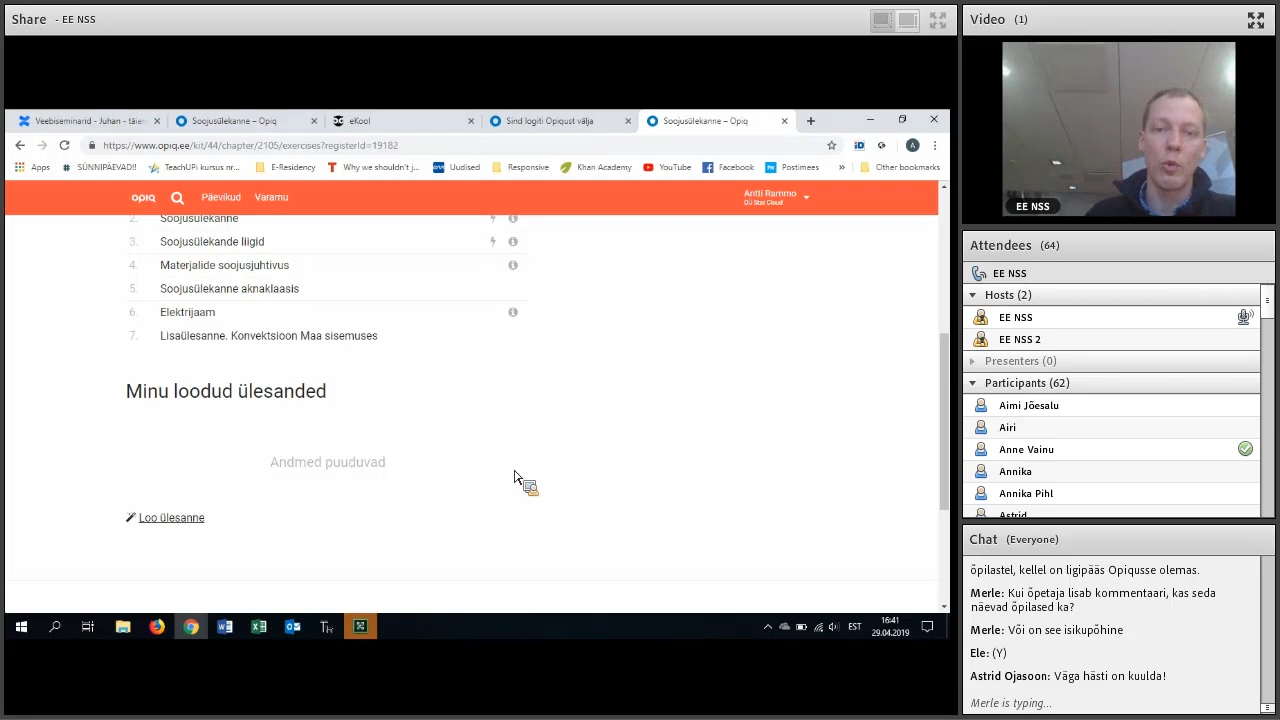 Share - EE NSS
Veebiseminarid - Juhan - täien
Soojusülekanne – Opiq
eKool
Sind logiti Opiqust välja
Soojusülekanne – Opiq
https://www.opiq.ee/kit/44/chapter/2105/exercises?registerId=19182
Apps
SÜNNIPÄEVAD!!
TeachUPi kursus nr...
E-Residency
Why we shouldn't j...
Uudised
Responsive
Khan Academy
YouTube
Facebook
Postimees
»
Other bookmarks
opiq
Päevikud
Varamu
Antti Rammo
OÜ Star Cloud
2. Soojusülekanne
3. Soojusülekande liigid
4. Materjalide soojusjuhtivus
5. Soojusülekanne aknaklaasis
6. Elektrijaam
7. Lisaülesanne. Konvektsioon Maa sisemuses
Minu loodud ülesanded
Andmed puuduvad
Loo ülesanne
EST
16:41
29.04.2019
Video (1)
EE NSS
Attendees (64)
EE NSS
Hosts (2)
EE NSS
EE NSS 2
Presenters (0)
Participants (62)
Aimi Jõesalu
Airi
Anne Vainu
Annika
Annika Pihl
Astrid
Chat (Everyone)
õpilastel, kellel on ligipääs Opiqusse olemas.
Merle: Kui õpetaja lisab kommentaari, kas seda
näevad õpilased ka?
Merle: Või on see isikupõhine
Ele: (Y)
Astrid Ojasoon: Väga hästi on kuulda!
Merle is typing...